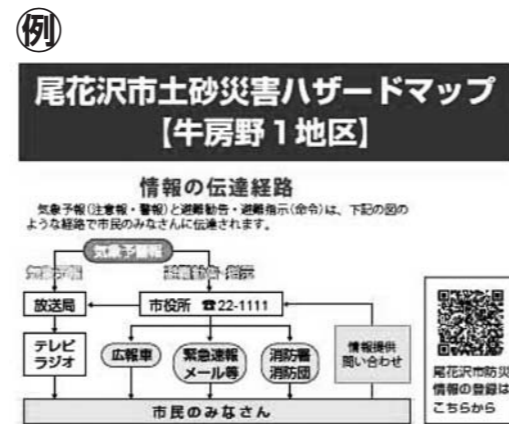 例
尾花沢市土砂災害ハザードマップ
【牛房野1地区】
情報の伝達経路
気象予報(注意報・警報)と避難勧告・避難指示(命令)は、下記の図の
ような経路で市民のみなさんに伝達されます。
気象予警報
放送局
市役所 ☎22-1111
テレビ
ラジオ
広報車
緊急速報
メール等
消防署
消防団
情報提供
問い合わせ
市民のみなさん
尾花沢市防災
情報の登録は
こちらから